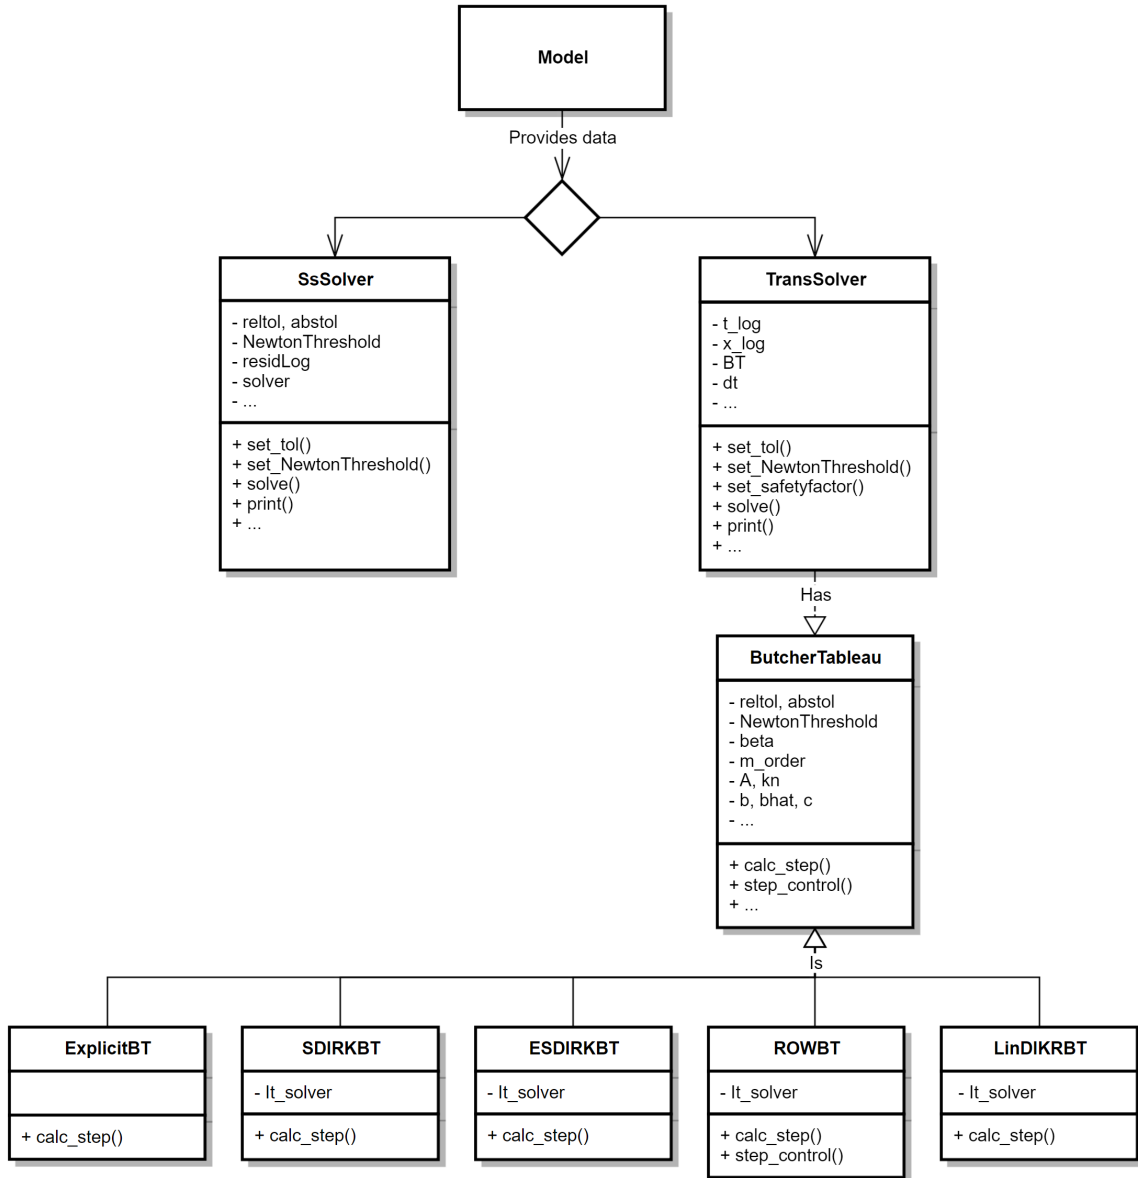 Model
Provides data
SsSolver
- reltol, abstol
- NewtonThreshold
- residLog
- solver
- ...
+ set_tol()
+ set_NewtonThreshold()
+ solve()
+ print()
+ ...
TransSolver
- t_log
- x_log
- BT
- dt
- ...
+ set_tol()
+ set_NewtonThreshold()
+ set_safetyfactor()
+ solve()
+ print()
+ ...
Has
ButcherTableau
- reltol, abstol
- NewtonThreshold
- beta
- m_order
- A, kn
- b, bhat, c
- ...
+ calc_step()
+ step_control()
+ ...
Is
ExplicitBT
+ calc_step()
SDIRKBT
- lt_solver
+ calc_step()
ESDIRKBT
- lt_solver
+ calc_step()
ROWBT
- lt_solver
+ calc_step()
+ step_control()
LinDIKRBT
- lt_solver
+ calc_step()